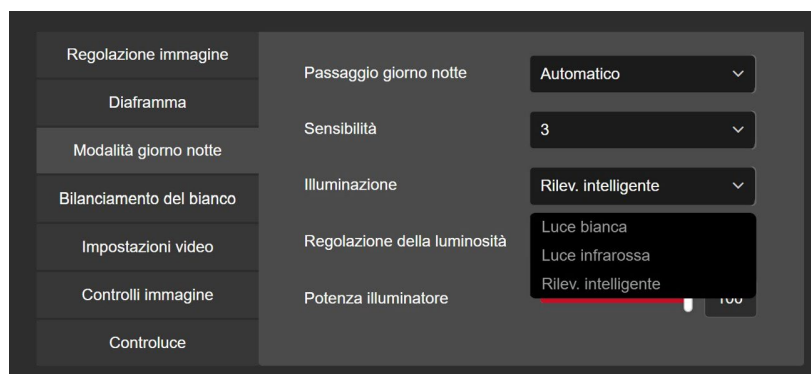 Regolazione immagine
Diaframma
Modalità giorno notte
Bilanciamento del bianco
Impostazioni video
Controlli immagine
Controluce
Passaggio giorno notte
Automatico
Sensibilità
3
Illuminazione
Rilev. intelligente
Luce bianca
Luce infrarossa
Rilev. intelligente
Regolazione della luminosità
Potenza illuminatore
100